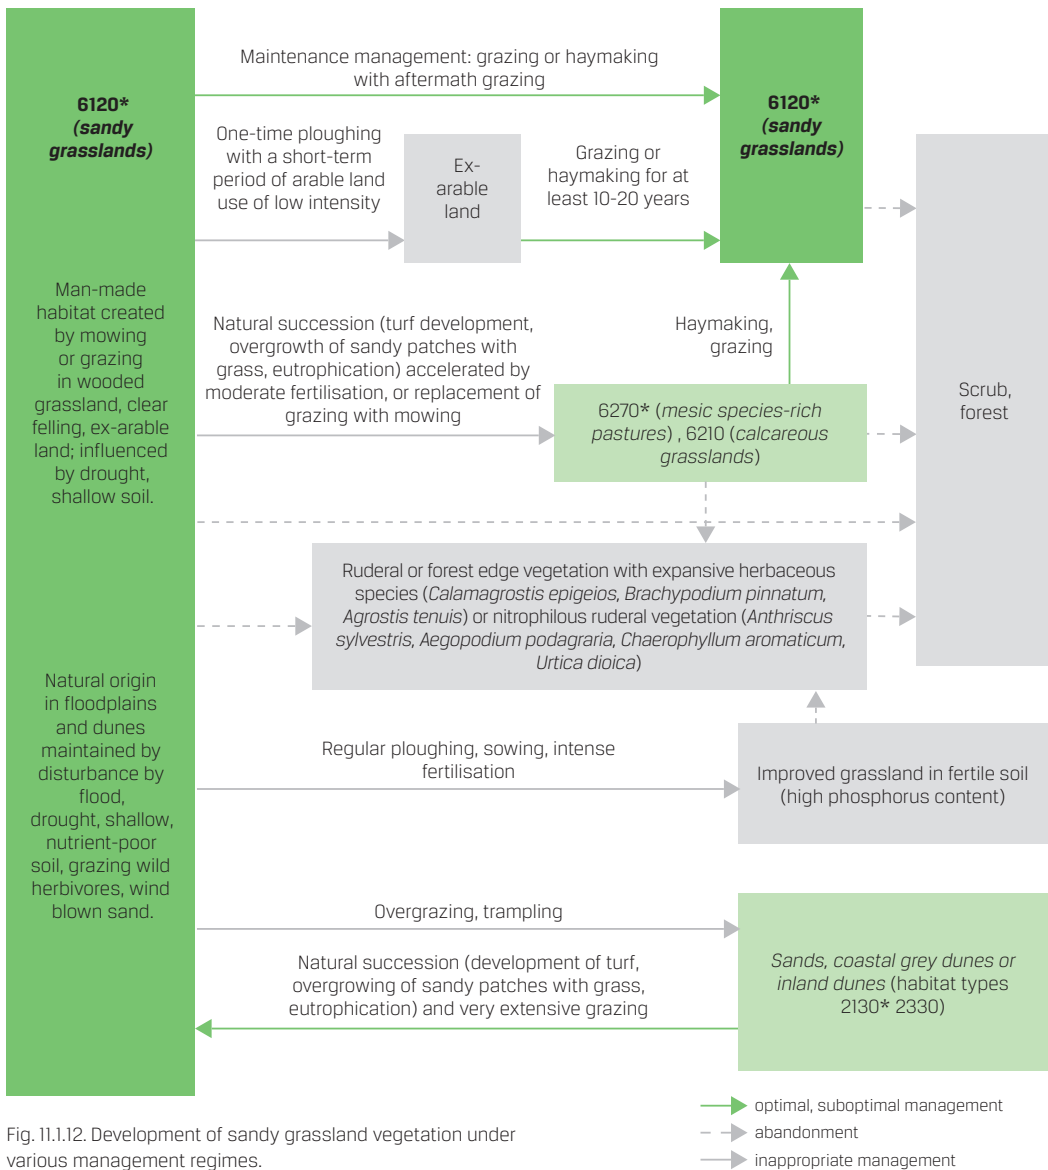 6120*
(sandy
grasslands)
Man-made
habitat created
by mowing
or grazing
in wooded
grassland, clear
felling, ex-arable
land; influenced
by drought,
shallow soil.
Natural origin
in floodplains
and dunes
maintained by
disturbance by
flood,
drought, shallow,
nutrient-poor
soil, grazing wild
herbivores, wind
blown sand.
Maintenance management: grazing or haymaking
with aftermath grazing
6120*
(sandy
grasslands)
One-time ploughing
with a short-term
period of arable land
use of low intensity
Ex-
arable
land
Grazing or
haymaking for at
least 10-20 years
Natural succession (turf development,
overgrowth of sandy patches with
grass, eutrophication) accelerated by
moderate fertilisation, or replacement of
grazing with mowing
Haymaking,
grazing
6270* (mesic species-rich
pastures) , 6210 (calcareous
grasslands)
Scrub,
forest
Ruderal or forest edge vegetation with expansive herbaceous
species (Calamagrostis epigeios, Brachypodium pinnatum,
Agrostis tenuis) or nitrophilous ruderal vegetation (Anthriscus
sylvestris, Aegopodium podagraria, Chaerophyllum aromaticum,
Urtica dioica)
Regular ploughing, sowing, intense
fertilisation
Improved grassland in fertile soil
(high phosphorus content)
Overgrazing, trampling
Natural succession (development of turf,
overgrowing of sandy patches with grass,
eutrophication) and very extensive grazing
Sands, coastal grey dunes or
inland dunes (habitat types
2130* 2330)
optimal, suboptimal management
abandonment
inappropriate management
Fig. 11.1.12. Development of sandy grassland vegetation under
various management regimes.